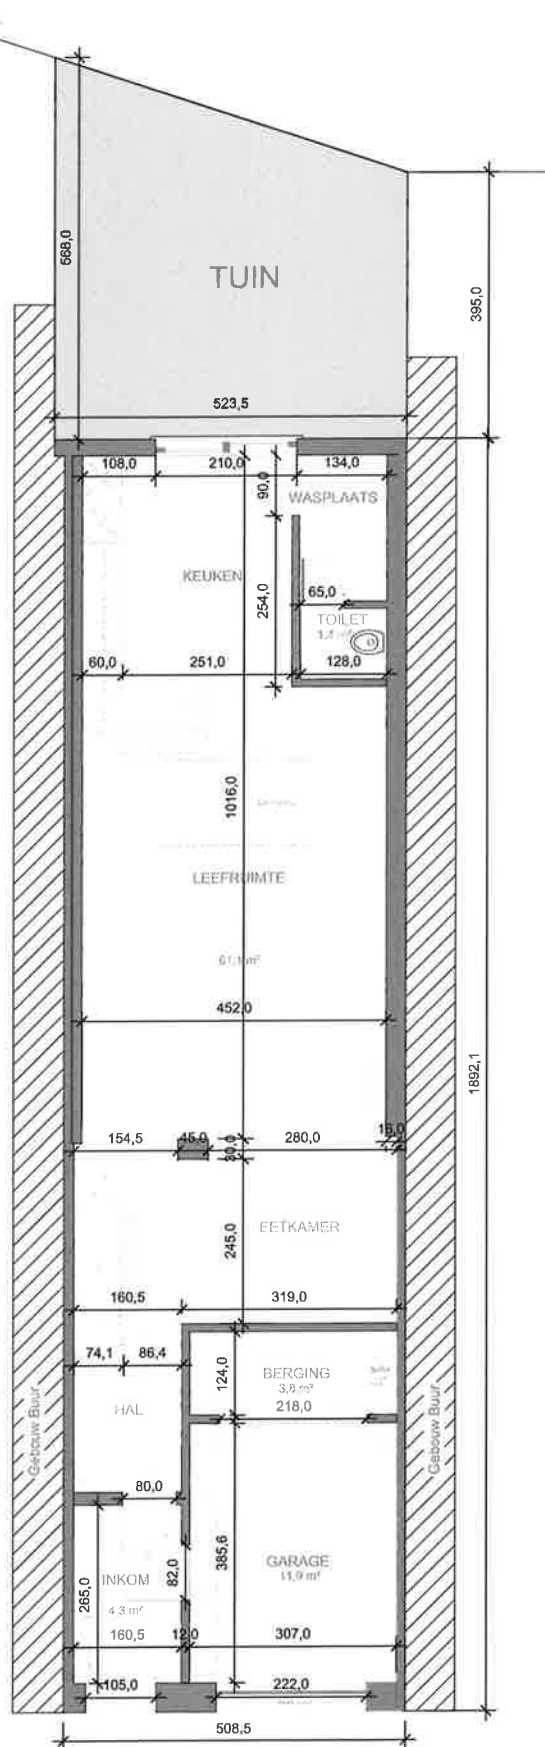 568,0
TUIN
395,0
523,5
108,0
210,0
134,0
90,0
WASPLAATS
KEUKEN
254,0
65,0
TOILET
60,0
251,0
128,0
1016,0
LEEFRUIMTE
61,1 m²
452,0
1892,1
154,5
45,0
30,0
280,0
16,0
245,0
EETKAMER
160,5
319,0
74,1
86,4
124,0
BERGING
3,8 m²
218,0
HAL
Gebouw Buur
Gebouw Buur
80,0
265,0
INKOM
4,3 m²
82,0
385,6
GARAGE
11,9 m²
160,5
12,0
307,0
105,0
222,0
508,5